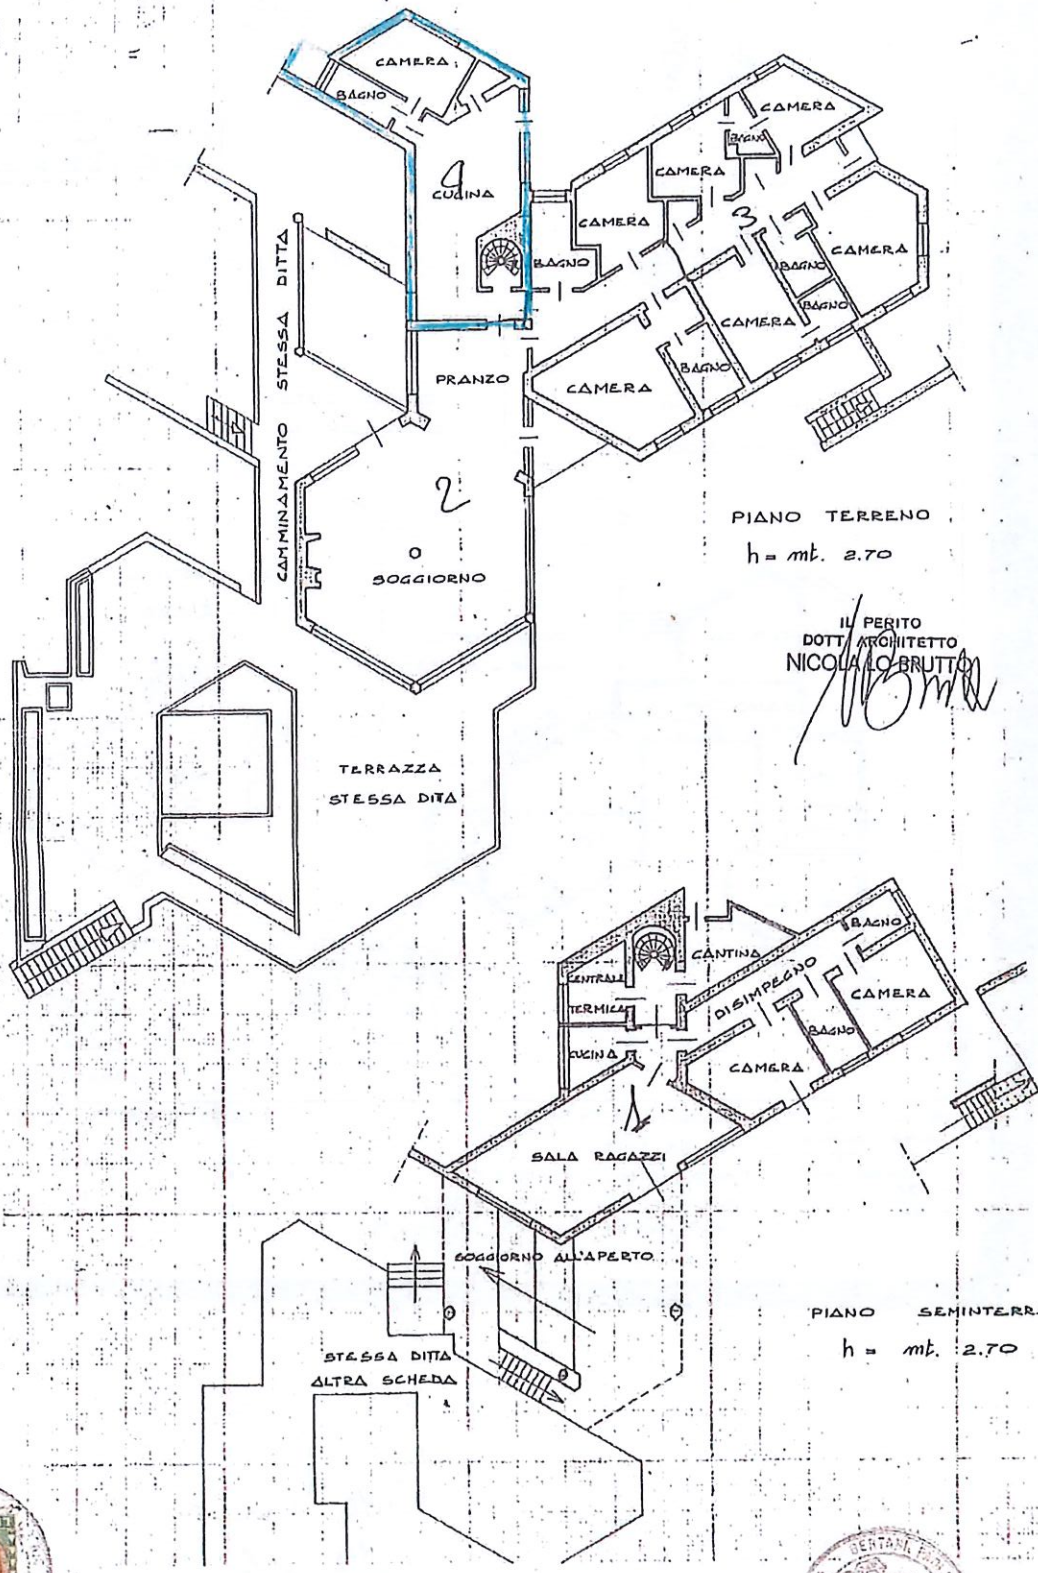 CAMERA
BAGNO
CUCINA
CAMERA
BAGNO
CAMERA
CAMERA
3
BAGNO
BAGNO
CAMERA
BAGNO
CAMERA
CAMERA
BAGNO
PRANZO
CAMMINAMENTO STESSA DITTA
2
SOGGIORNO
PIANO TERRENO
h = mt. 2.70
IL PERITO
DOTT. ARCHITETTO
NICOLA LO BRUTTO
TERRAZZA
STESSA DITA
CENTRALE
TERMICA
CUCINA
CANTINA
DISIMPEGNO
BAGNO
CAMERA
BAGNO
CAMERA
SALA RAGAZZI
SOGGIORNO ALL'APERTO
PIANO SEMINTERR
h = mt. 2.70
STESSA DITTA
ALTRA SCHEDA